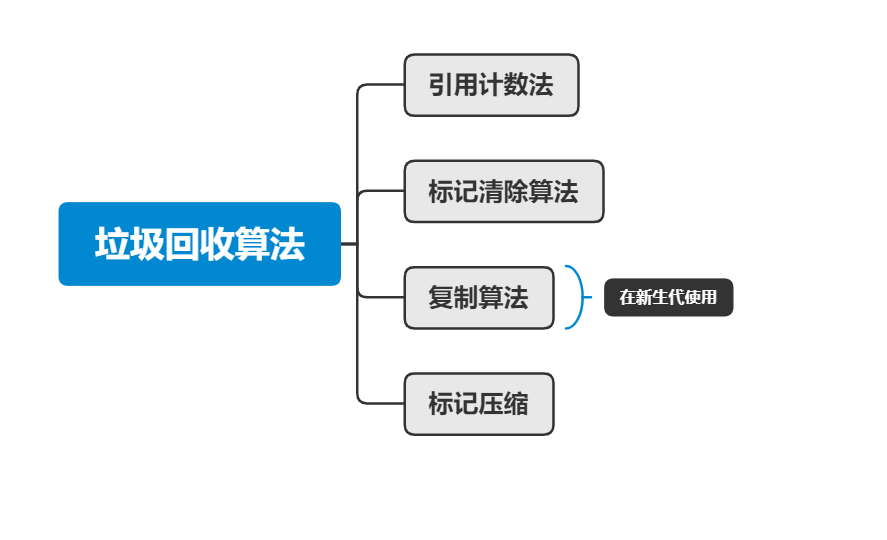 引用计数法
标记清除算法
垃圾回收算法
复制算法
在新生代使用
标记压缩